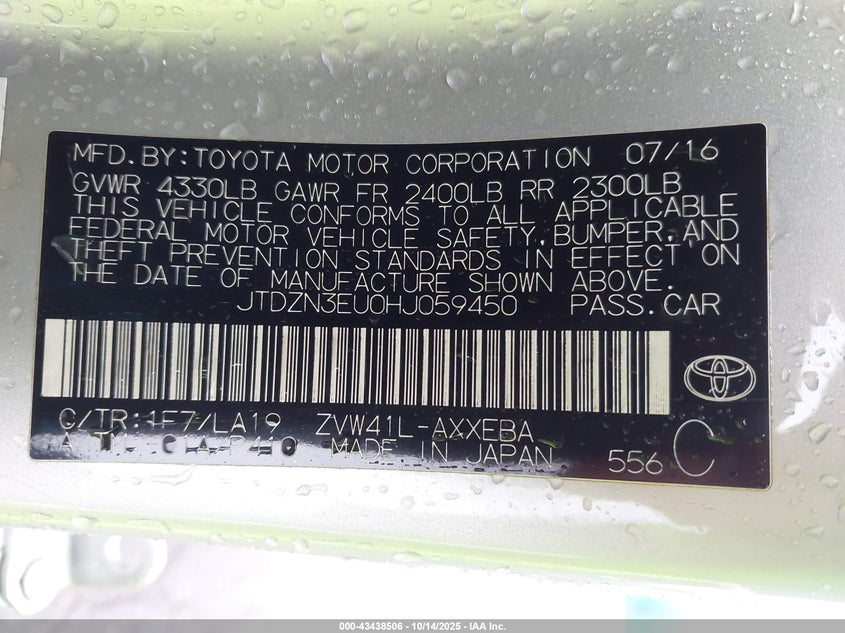 MFD.BY:TOYOTA MOTOR CORPORATION 07/16
GVWR 4330LB GAWR FR 2400LB RR 2300LB
THIS VEHICLE CONFORMS TO ALL APPLICABLE
FEDERAL MOTOR VEHICLE SAFETY,BUMPER,AND
THEFT PREVENTION STANDARDS IN EFFECT ON
THE DATE OF MANUFACTURE SHOWN ABOVE.
JTDZN3EU0HJ059450 PASS.CAR
C/TR:1F7/LA19 ZVW41L-AXXEBA
MADE IN JAPAN 556 C
000-43438506 - 10/14/2025 - IAA Inc.